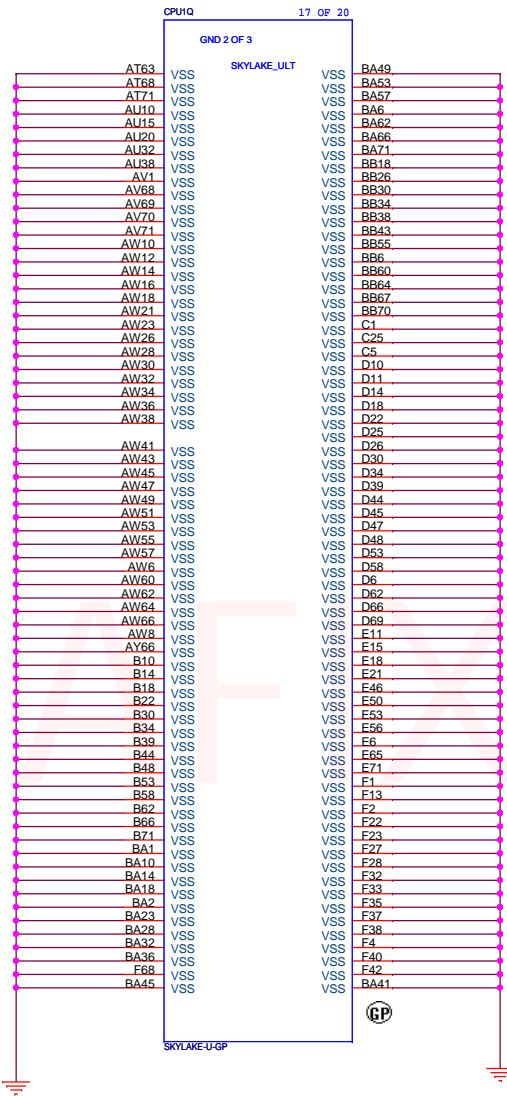 CPU1Q 17 OF 20
GND 2 OF 3
SKYLAKE_ULT
AT63 VSS VSS BA49
AT68 VSS VSS BA53
AT71 VSS VSS BA57
AU10 VSS VSS BA6
AU15 VSS VSS BA62
AU20 VSS VSS BA66
AU32 VSS VSS BA71
AU38 VSS VSS BB18
AV1 VSS VSS BB26
AV68 VSS VSS BB30
AV69 VSS VSS BB34
AV70 VSS VSS BB38
AV71 VSS VSS BB43
AW10 VSS VSS BB55
AW12 VSS VSS BB6
AW14 VSS VSS BB60
AW16 VSS VSS BB64
AW18 VSS VSS BB67
AW21 VSS VSS BB70
AW23 VSS VSS C1
AW26 VSS VSS C25
AW28 VSS VSS C5
AW30 VSS VSS D10
AW32 VSS VSS D11
AW34 VSS VSS D14
AW36 VSS VSS D18
AW38 VSS VSS D22
VSS D25
AW41 VSS VSS D26
AW43 VSS VSS D30
AW45 VSS VSS D34
AW47 VSS VSS D39
AW49 VSS VSS D44
AW51 VSS VSS D45
AW53 VSS VSS D47
AW55 VSS VSS D48
AW57 VSS VSS D53
AW6 VSS VSS D58
AW60 VSS VSS D6
AW62 VSS VSS D62
AW64 VSS VSS D66
AW66 VSS VSS D69
AW8 VSS VSS E11
AY66 VSS VSS E15
B10 VSS VSS E18
B14 VSS VSS E21
B18 VSS VSS E46
B22 VSS VSS E50
B30 VSS VSS E53
B34 VSS VSS E56
B39 VSS VSS E6
B44 VSS VSS E65
B48 VSS VSS E71
B53 VSS VSS F1
B58 VSS VSS F13
B62 VSS VSS F2
B66 VSS VSS F22
B71 VSS VSS F23
BA1 VSS VSS F27
BA10 VSS VSS F28
BA14 VSS VSS F32
BA18 VSS VSS F33
BA2 VSS VSS F35
BA23 VSS VSS F37
BA28 VSS VSS F38
BA32 VSS VSS F4
BA36 VSS VSS F40
F68 VSS VSS F42
BA45 VSS VSS BA41
GP
SKYLAKE-U-GP